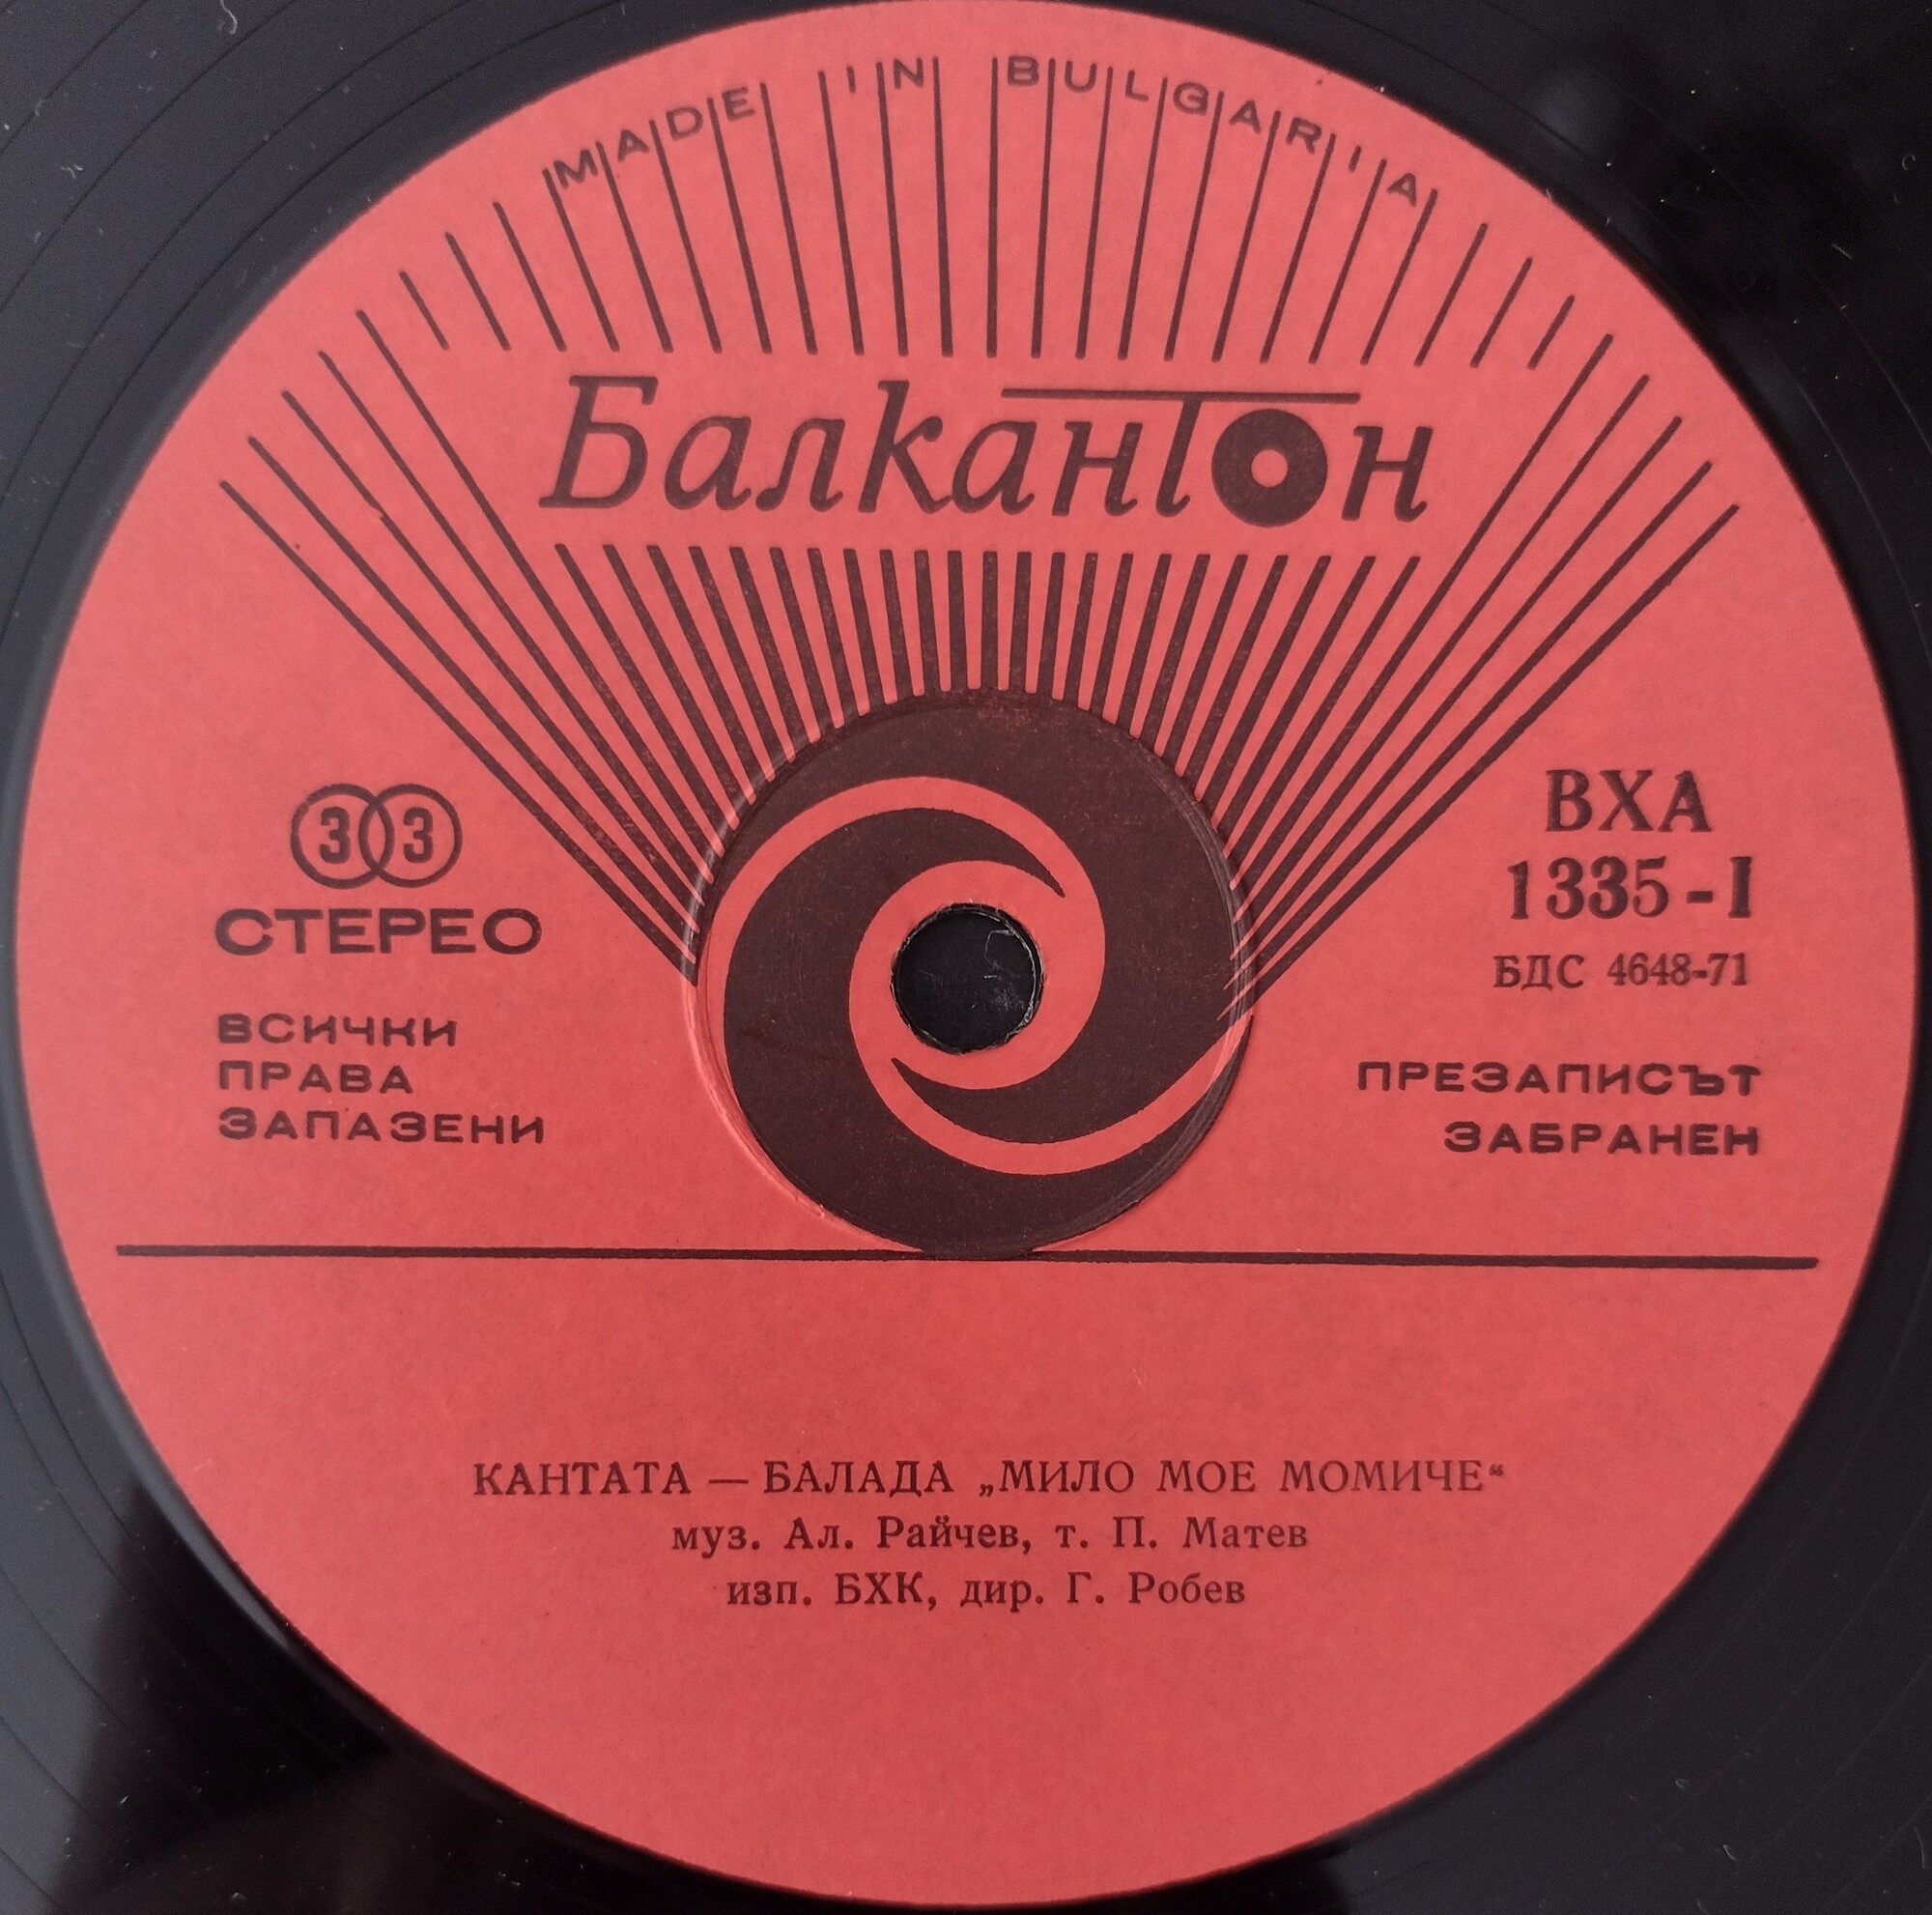 MADE IN BULGARIA
Балкантон
33
СТЕРЕО
ВСИЧКИ
ПРАВА
ЗАПАЗЕНИ
ВХА
1335-I
БДС 4648-71
ПРЕЗАПИСЪТ
ЗАБРАНЕН
КАНТАТА — БАЛАДА „МИЛО МОЕ МОМИЧЕ“
муз. Ал. Райчев, т. П. Матев
изп. БХК, дир. Г. Робев